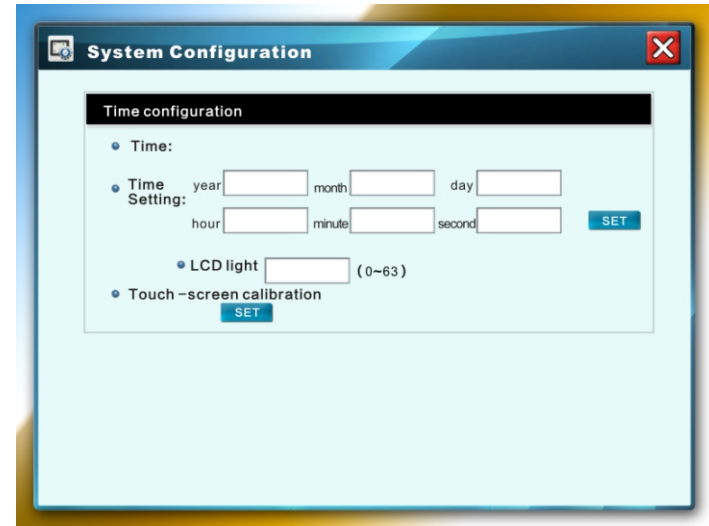 System Configuration
Time configuration
Time:
Time Setting:
year month day
hour minute second SET
LCD light (0~63)
Touch-screen calibration
SET